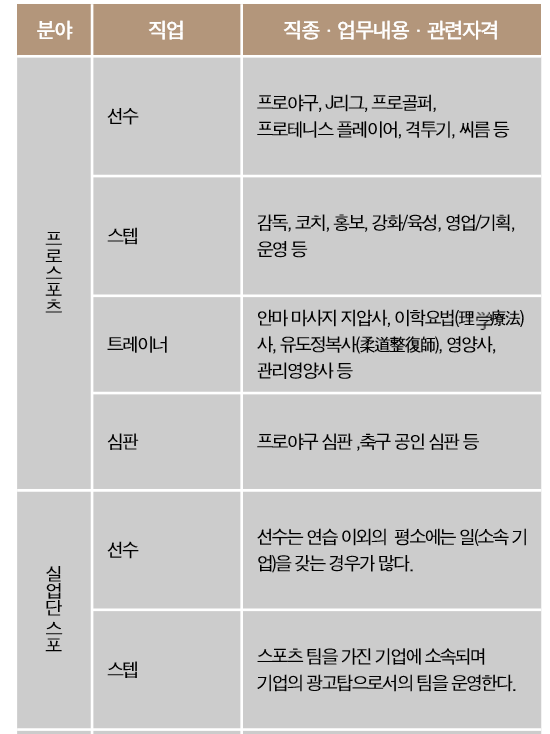 분야 직업 직종 · 업무내용 · 관련자격
프로스포츠
선수
프로야구, J리그, 프로골퍼,
프로테니스 플레이어, 격투기, 씨름 등
스텝
감독, 코치, 홍보, 강화/육성, 영업/기획,
운영 등
트레이너
안마 마사지 지압사, 이학요법(理学療法)
사, 유도정복사(柔道整復師), 영양사,
관리영양사 등
심판
프로야구 심판 ,축구 공인 심판 등
실업단 스포
선수
선수는 연습 이외의 평소에는 일(소속 기
업)을 갖는 경우가 많다.
스텝
스포츠 팀을 가진 기업에 소속되며
기업의 광고탑으로서의 팀을 운영한다.